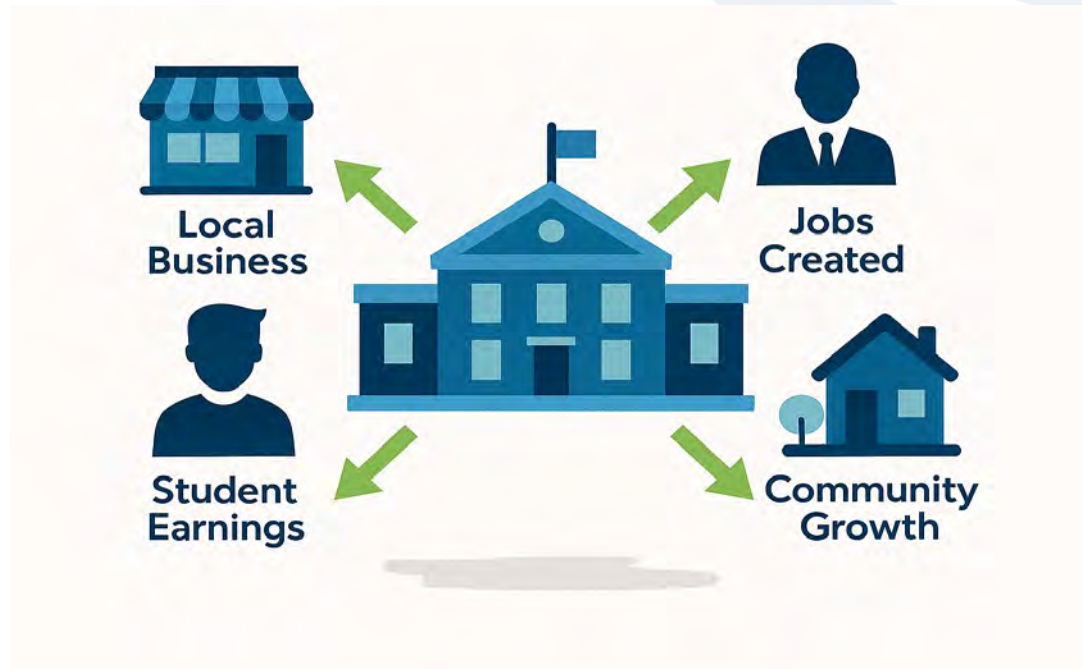 Local
Business
Jobs
Created
Student
Earnings
Community
Growth